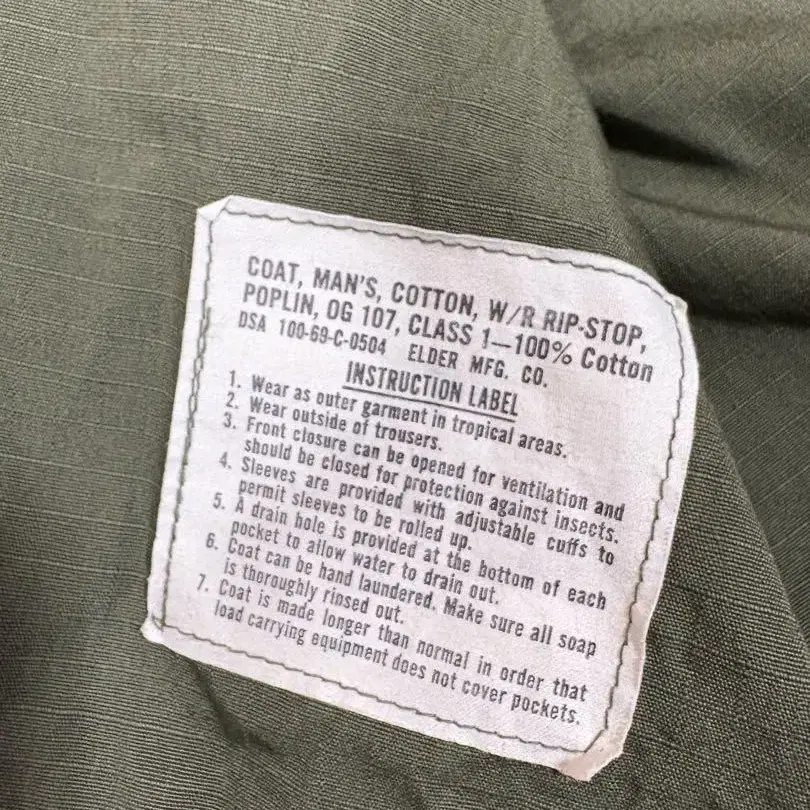 COAT, MAN'S, COTTON, W/R RIP-STOP,
POPLIN, OG 107, CLASS 1—100% Cotton
DSA 100-69-C-0504 ELDER MFG. CO.
INSTRUCTION LABEL
1. Wear as outer garment in tropical areas.
2. Wear outside of trousers.
3. Front closure can be opened for ventilation and
should be closed for protection against insects.
4. Sleeves are provided with adjustable cuffs to
permit sleeves to be rolled up.
5. A drain hole is provided at the bottom of each
pocket to allow water to drain out.
6. Coat can be hand laundered. Make sure all soap
is thoroughly rinsed out.
7. Coat is made longer than normal in order that
load carrying equipment does not cover pockets.